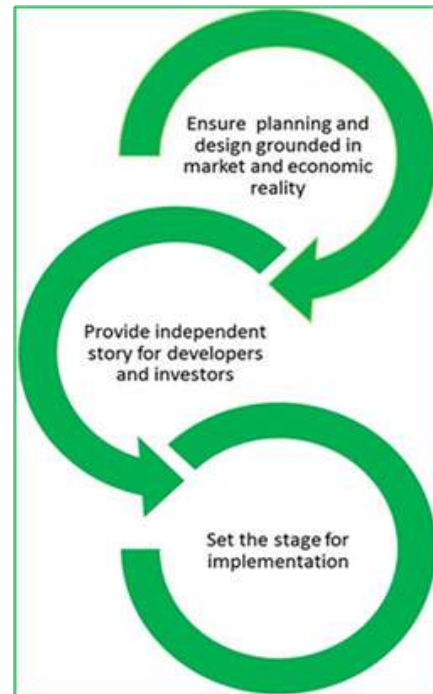 Ensure planning and
design grounded in
market and economic
reality
Provide independent
story for developers
and investors
Set the stage for
implementation